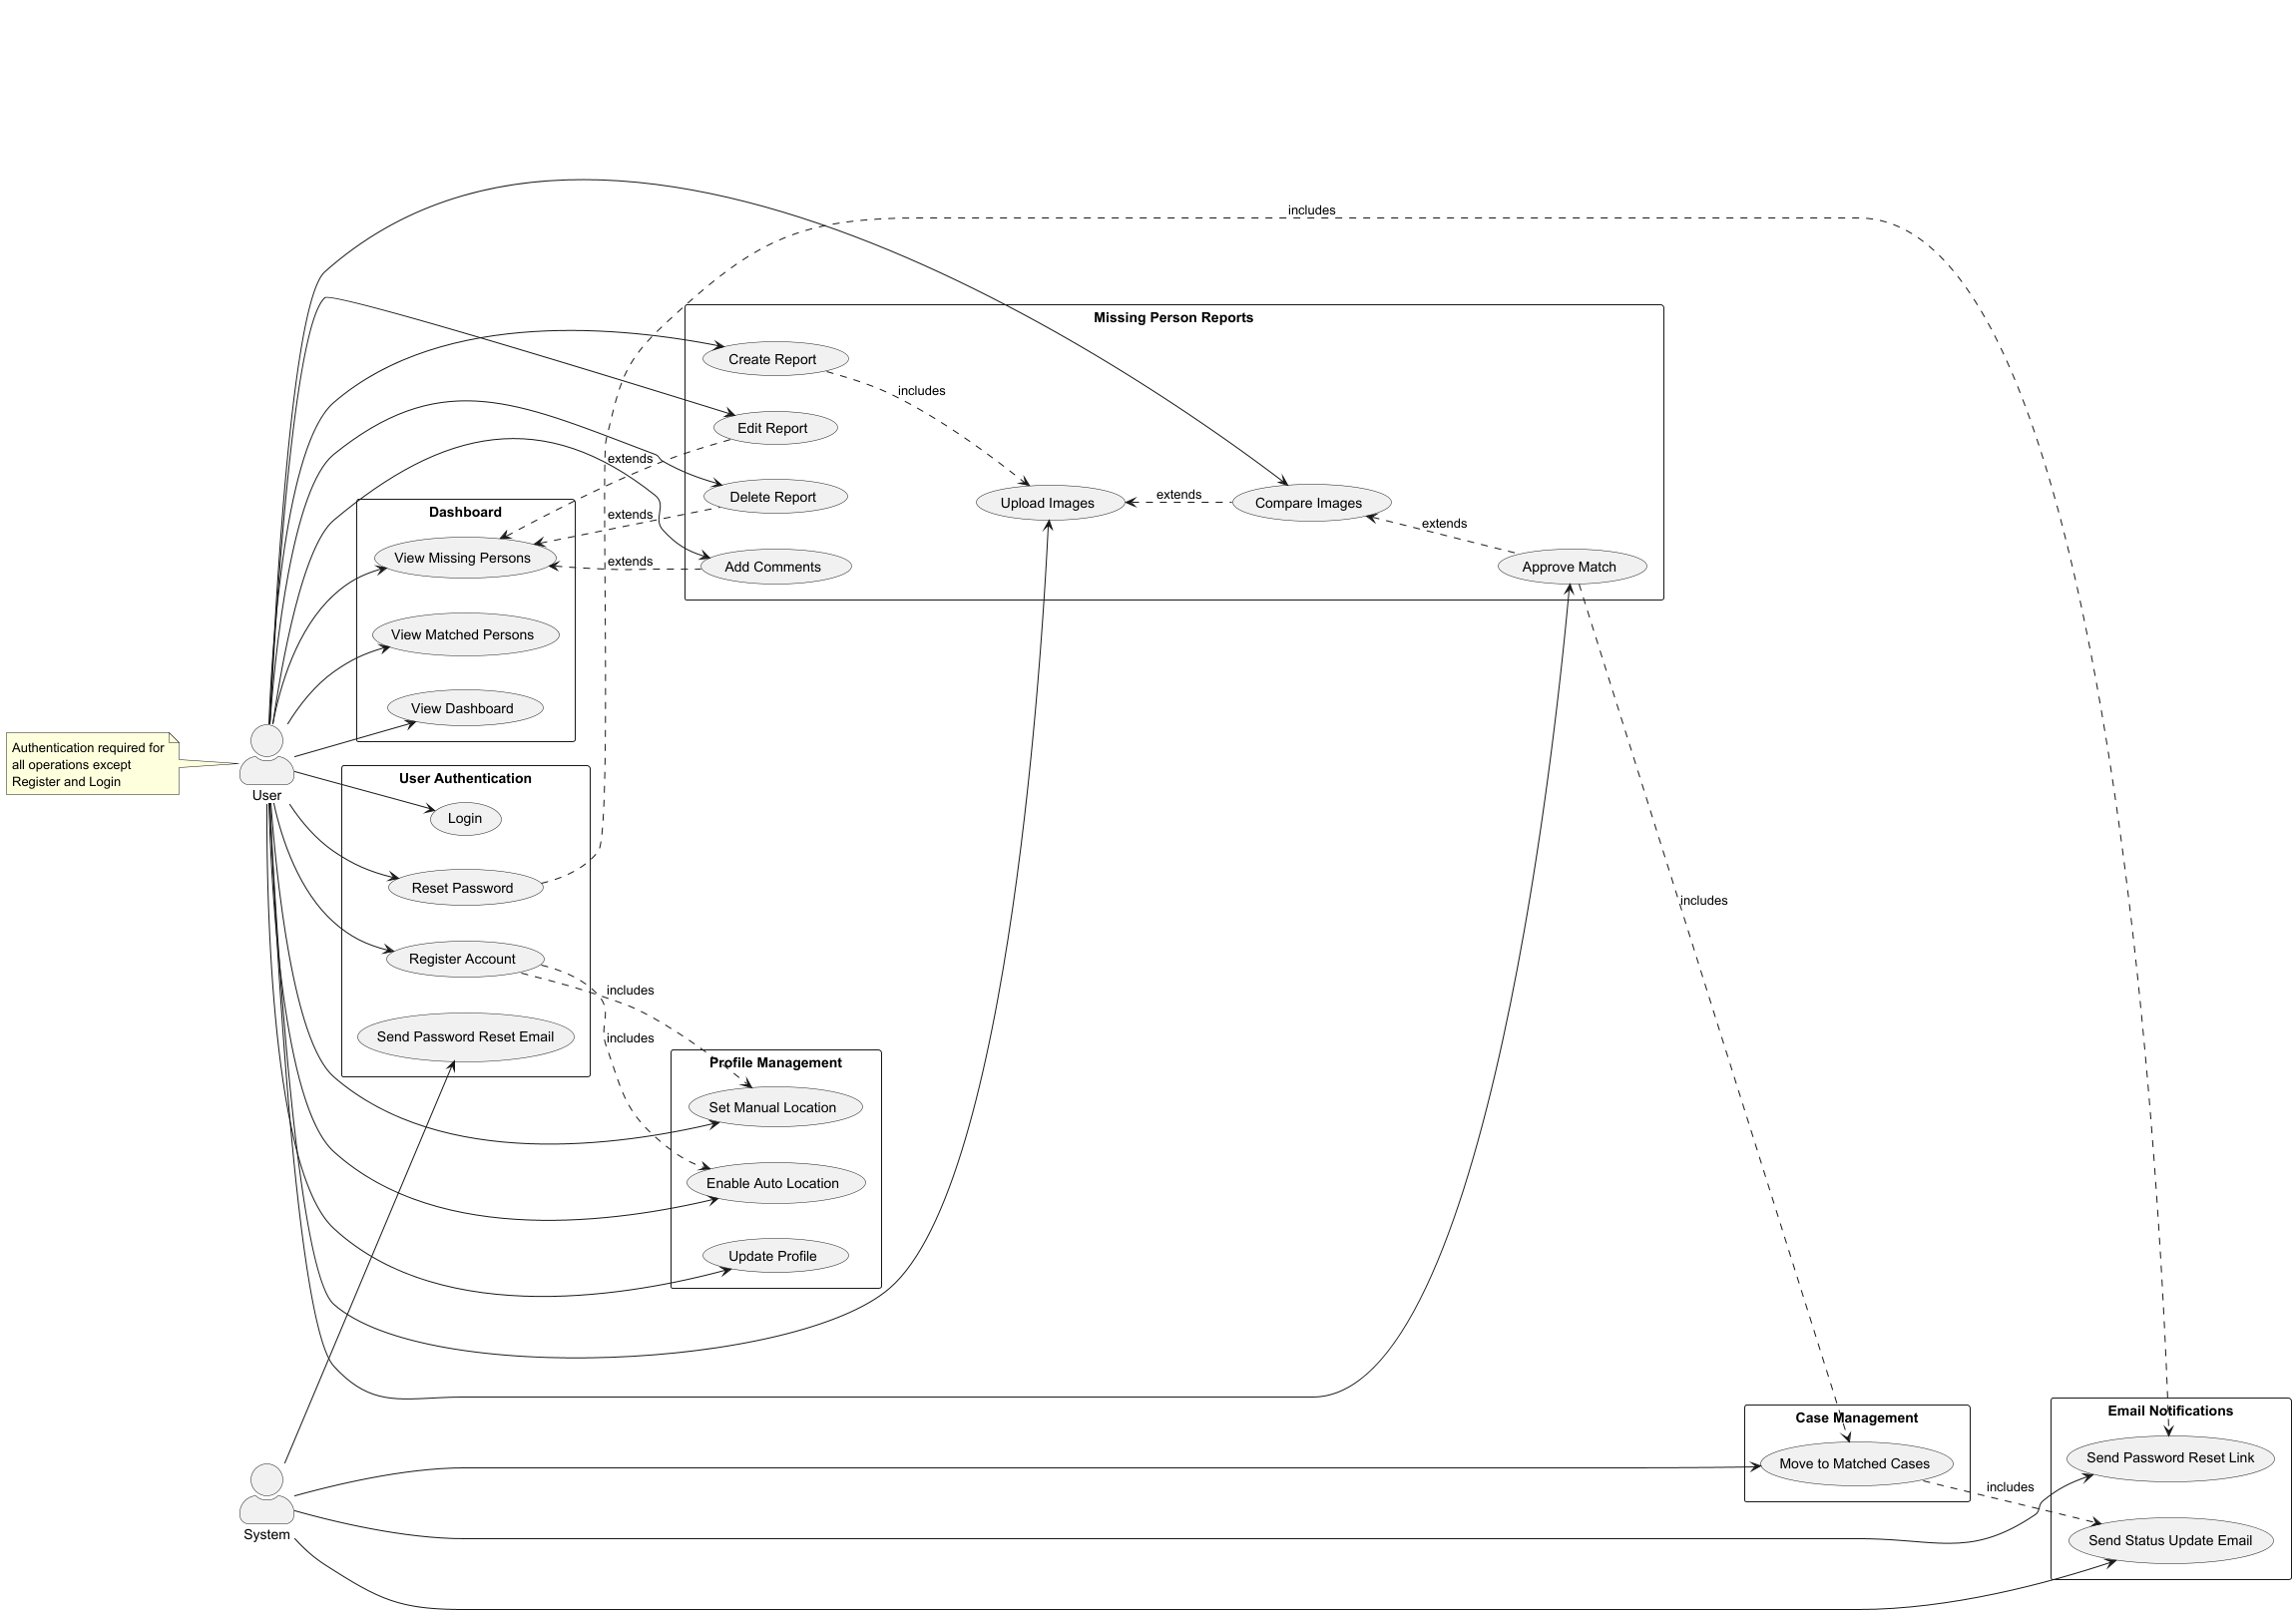 includes
Missing Person Reports
Create Report
includes
Edit Report
extends
Delete Report
Upload Images
extends
Compare Images
extends
extends
Add Comments
extends
Approve Match
Dashboard
View Missing Persons
View Matched Persons
View Dashboard
Authentication required for
all operations except
Register and Login
User
User Authentication
Login
Reset Password
Register Account
Send Password Reset Email
includes
includes
includes
Profile Management
Set Manual Location
Enable Auto Location
Update Profile
System
Case Management
Move to Matched Cases
includes
Email Notifications
Send Password Reset Link
Send Status Update Email